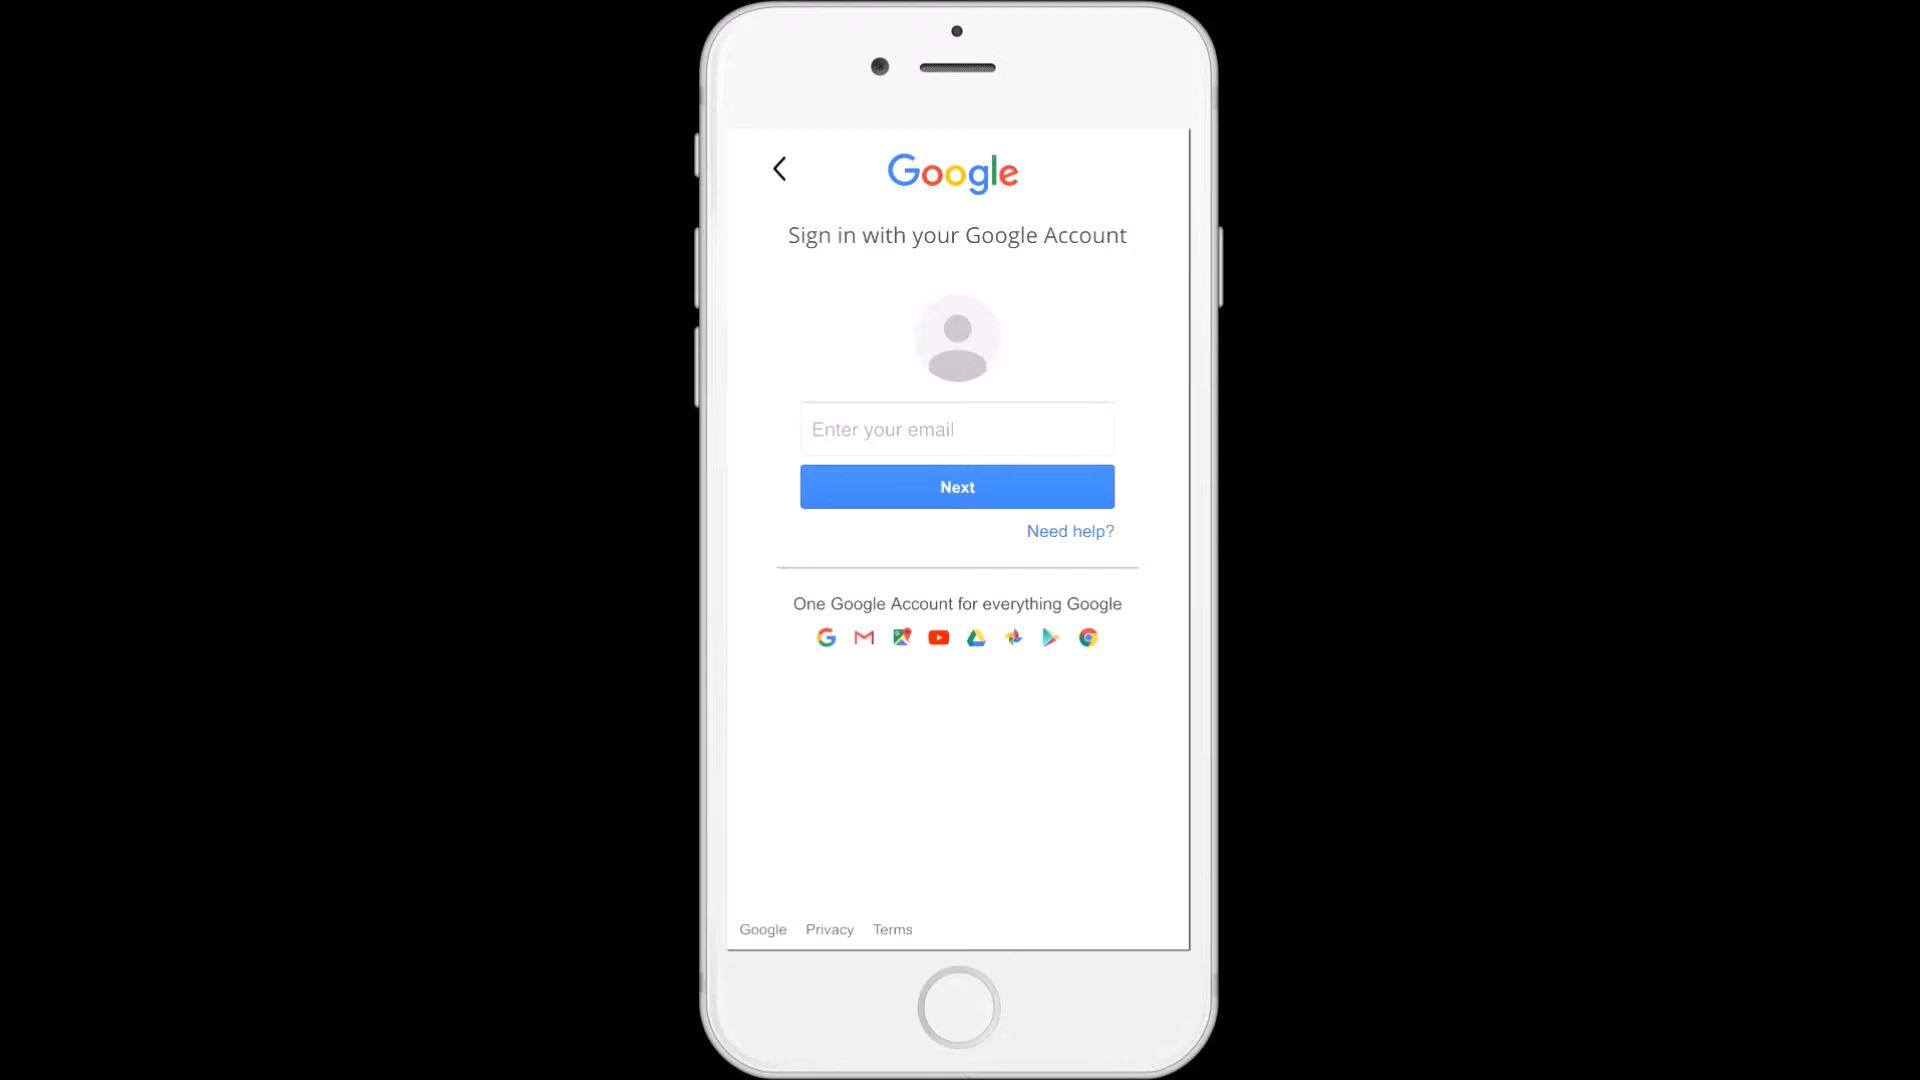 Google
Sign in with your Google Account
Enter your email
Next
Need help?
One Google Account for everything Google
Google Privacy Terms